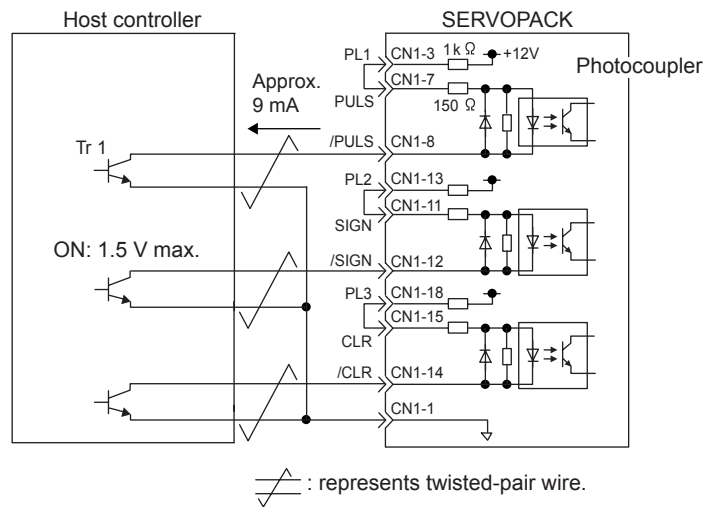 Host controller
SERVOPACK
PL1
CN1-3
1k Ω
+12V
Photocoupler
Approx.
9 mA
CN1-7
PULS
150 Ω
Tr 1
/PULS
CN1-8
PL2
CN1-13
CN1-11
SIGN
ON: 1.5 V max.
/SIGN
CN1-12
PL3
CN1-18
CN1-15
CLR
/CLR
CN1-14
CN1-1
: represents twisted-pair wire.